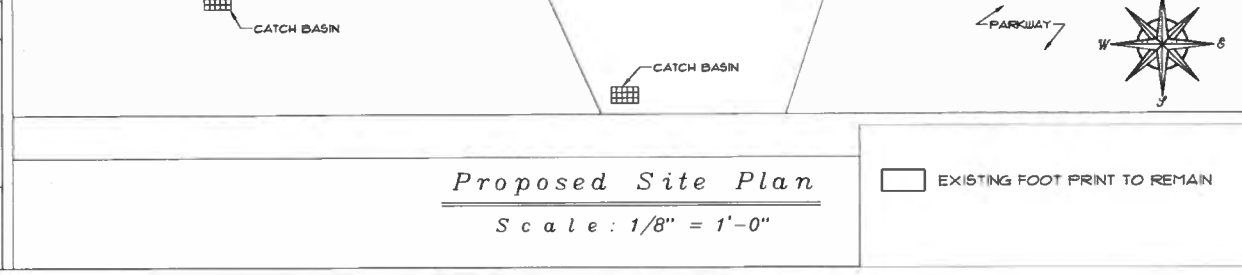 CATCH BASIN
PARKWAY
W
E
S
CATCH BASIN
Proposed Site Plan
EXISTING FOOT PRINT TO REMAIN
Scale: 1/8" = 1'-0"